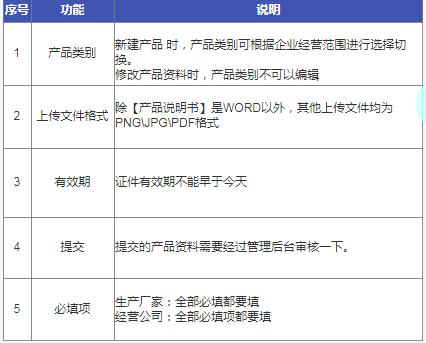 序号 功能 说明
1 产品类别 新建产品 时，产品类别可根据企业经营范围进行选择切
换。
修改产品资料时，产品类别不可以编辑
2 上传文件格式 除【产品说明书】是WORD以外，其他上传文件均为
PNG\JPG\PDF格式
3 有效期 证件有效期不能早于今天
4 提交 提交的产品资料需要经过管理后台审核一下。
5 必填项 生产厂家：全部必填都要填
经营公司：全部必填项都要填